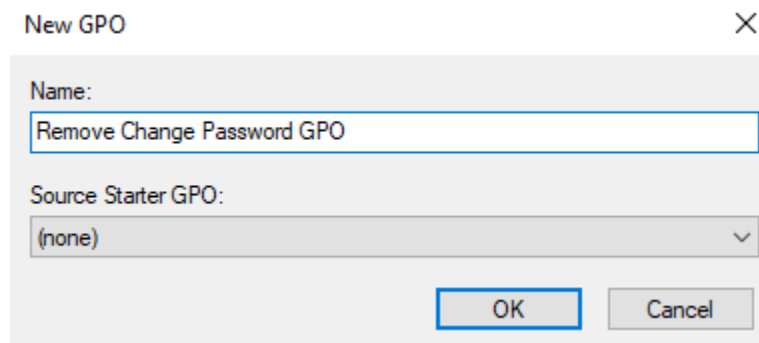 New GPO
Name:
Remove Change Password GPO
Source Starter GPO:
(none)
OK Cancel